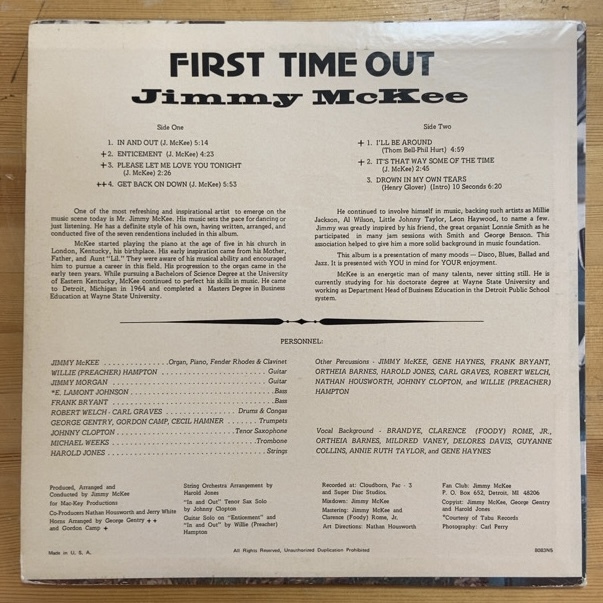 FIRST TIME OUT
Jimmy McKee
Side One
1. IN AND OUT (J. McKee) 5:14
+2. ENTICEMENT (J. McKee) 4:23
+3. PLEASE LET ME LOVE YOU TONIGHT
(J. McKee) 2:26
++4. GET BACK ON DOWN (J. McKee) 5:53
Side Two
+1. I'LL BE AROUND
(Thom Bell-Phil Hurt) 4:59
+2. IT'S THAT WAY SOME OF THE TIME
(J. McKee) 2:45
3. DROWN IN MY OWN TEARS
(Henry Glover) (Intro) 10 Seconds 6:20
One of the most refreshing and inspirational artist to emerge on the
music scene today is Mr. Jimmy McKee. His music sets the pace for dancing or
just listening. He has a definite style of his own, having written, arranged, and
conducted five of the seven rendentions included in this album.
McKee started playing the piano at the age of five in his church in
London, Kentucky, his birthplace. His early inspiration came from his Mother,
Father, and Aunt "Lil." They were aware of his musical ability and encouraged
him to pursue a career in this field. His progression to the organ came in the
early teen years. While pursuing a Bachelors of Science Degree at the University
of Eastern Kentucky, McKee continued to perfect his skills in music. He came
to Detroit, Michigan in 1964 and completed a Masters Degree in Business
Education at Wayne State University.
He continued to involve himself in music, backing such artists as Millie
Jackson, Al Wilson, Little Johnny Taylor, Leon Haywood, to name a few.
Jimmy was greatly inspired by his friend, the great organist Lonnie Smith as he
participated in many jam sessions with Smith and George Benson. This
association helped to give him a more solid background in music foundation.
This album is a presentation of many moods — Disco, Blues, Ballad and
Jazz. It is presented with YOU in mind for YOUR enjoyment.
McKee is an energetic man of many talents, never sitting still. He is
currently studying for his doctorate degree at Wayne State University and
working as Department Head of Business Education in the Detroit Public School
system.
PERSONNEL:
JIMMY McKEE . . . . . . . . . . . . Organ, Piano, Fender Rhodes & Clavinet
WILLIE (PREACHER) HAMPTON . . . . . . . . . . . . Guitar
JIMMY MORGAN . . . . . . . . . . . . Guitar
*E. LAMONT JOHNSON . . . . . . . . . . . . Bass
FRANK BRYANT . . . . . . . . . . . . Bass
ROBERT WELCH - CARL GRAVES . . . . . . . . Drums & Congas
GEORGE GENTRY, GORDON CAMP, CECIL HAMNER . . . . . . . Trumpets
JOHNNY CLOPTON . . . . . . . . . . . . Tenor Saxophone
MICHAEL WEEKS . . . . . . . . . . . . Trombone
HAROLD JONES . . . . . . . . . . . . Strings
Other Percussions - JIMMY McKEE, GENE HAYNES, FRANK BRYANT,
ORTHEIA BARNES, HAROLD JONES, CARL GRAVES, ROBERT WELCH,
NATHAN HOUSWORTH, JOHNNY CLOPTON, and WILLIE (PREACHER)
HAMPTON
Vocal Background - BRANDYE, CLARENCE (FOODY) ROME, JR.,
ORTHEIA BARNES, MILDRED VANEY, DELORES DAVIS, GUYANNE
COLLINS, ANNIE RUTH TAYLOR, and GENE HAYNES
Produced, Arranged and
Conducted by Jimmy McKee
for Mac-Key Productions
Co-Producers Nathan Housworth and Jerry White
Horns Arranged by George Gentry ++
and Gordon Camp +
String Orchestra Arrangement by
Harold Jones
"In and Out" Tenor Sax Solo
by Johnny Clopton
Guitar Solo on "Enticement" and
"In and Out" by Willie (Preacher)
Hampton
Recorded at: Cloudborn, Pac - 3
and Super Disc Studios.
Mixdown: Jimmy McKee
Mastering: Jimmy McKee and
Clarence (Foody) Rome, Jr.
Art Directions: Nathan Housworth
Fan Club: Jimmy McKee
P. O. Box 652, Detroit, MI 48206
Copyist: Jimmy McKee, George Gentry
and Harold Jones
*Courtesy of Tabu Records
Photography: Carl Perry
Made in U. S. A.
All Rights Reserved, Unauthorized Duplication Prohibited
8083NS